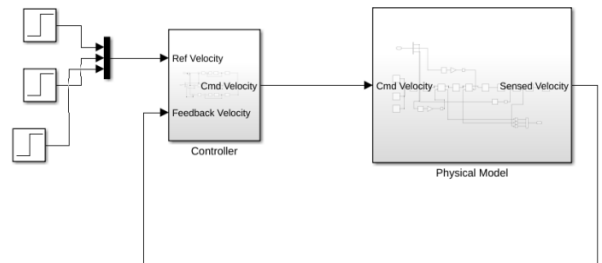 Ref Velocity
Cmd Velocity
Feedback Velocity
Controller
Cmd Velocity
Sensed Velocity
Physical Model